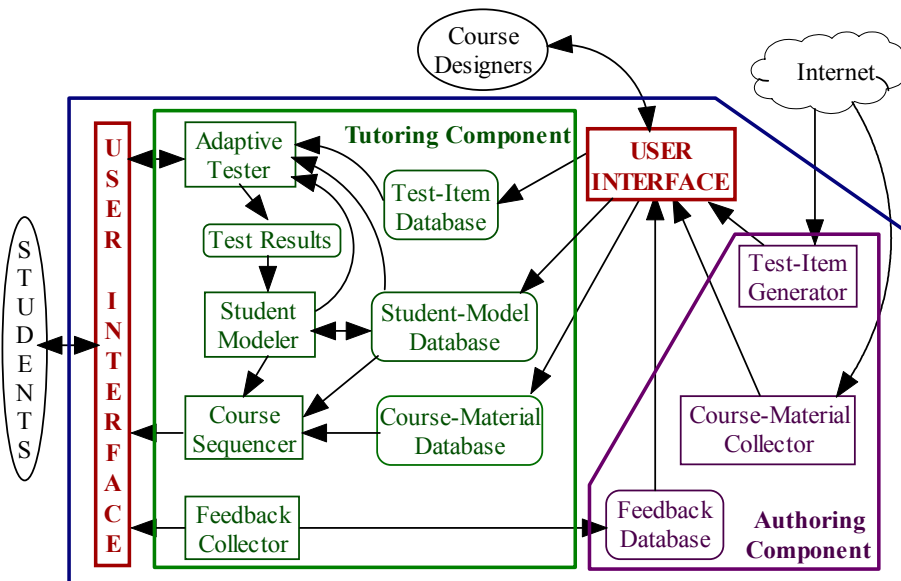 Course
Designers
Internet
Tutoring Component
USER
INTERFACE
Adaptive
Tester
Test-Item
Database
Test Results
Test-Item
Generator
Student
Modeler
Student-Model
Database
Course
Sequencer
Course-Material
Database
Course-Material
Collector
Feedback
Collector
Feedback
Database
Authoring
Component
USER INTERFACE
STUDENTS